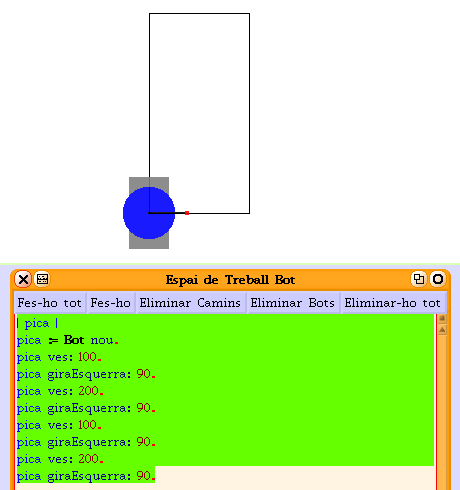 Espai de Treball Bot
Fes-ho tot Fes-ho Eliminar Camins Eliminar Bots Eliminar-ho tot
| pica |
pica := Bot nou.
pica ves: 100.
pica giraEsquerra: 90.
pica ves: 200.
pica giraEsquerra: 90.
pica ves: 100.
pica giraEsquerra: 90.
pica ves: 200.
pica giraEsquerra: 90.